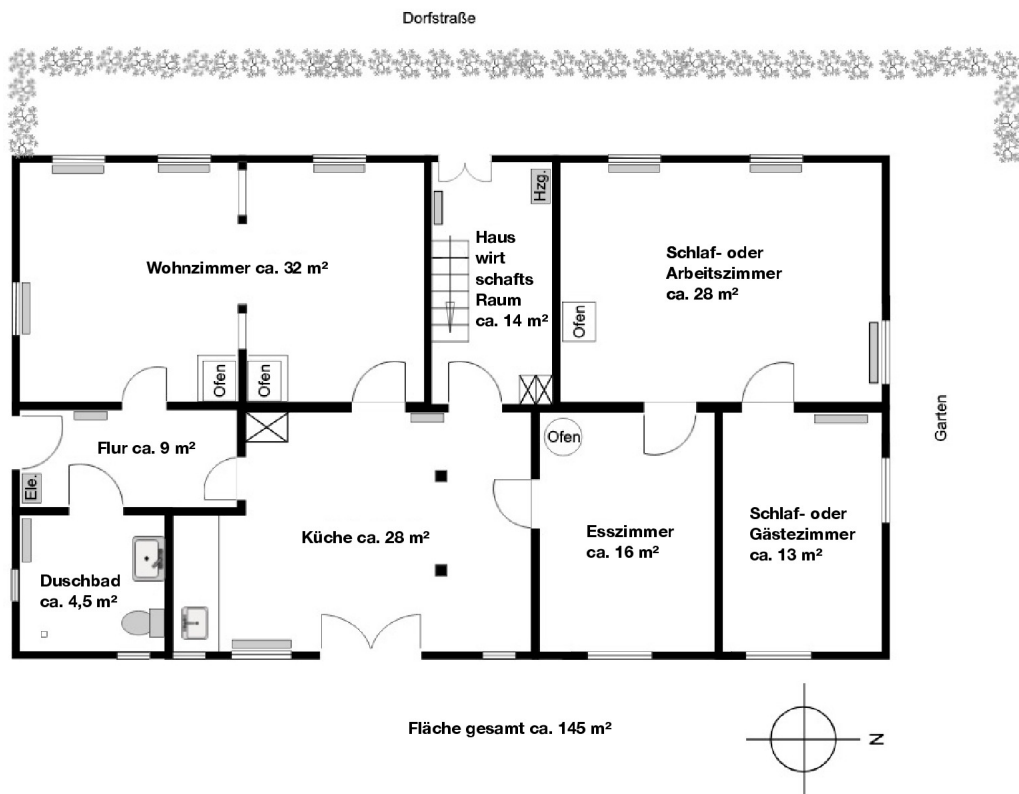 Dorfstraße
Hzg.
Haus
wirt
schafts
Raum
ca. 14 m²
Wohnzimmer ca. 32 m²
Schlaf- oder
Arbeitszimmer
ca. 28 m²
Ofen
Ofen
Ofen
Garten
Flur ca. 9 m²
Ele.
Ofen
Küche ca. 28 m²
Esszimmer
ca. 16 m²
Schlaf- oder
Gästezimmer
ca. 13 m²
Duschbad
ca. 4,5 m²
Fläche gesamt ca. 145 m²
N